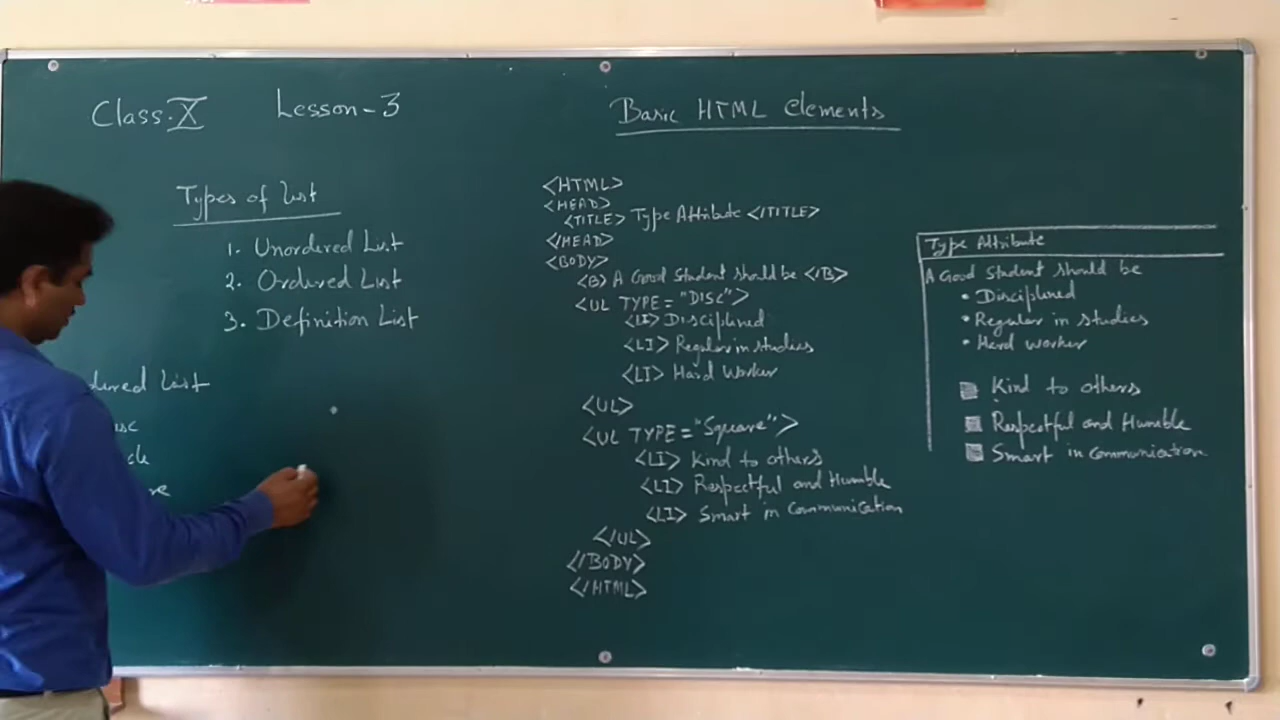 Class.X Lesson-3
Types of List
1. Unordered List
2. Ordered List
3. Definition List
dered List
sc
re
Basic HTML elements
<HTML>
<HEAD>
<TITLE> Type Attribute </TITLE>
</HEAD>
<BODY>
<B> A Good Student should be </B>
<UL TYPE="DISC">
<LI> Disciplined
<LI> Regular in studies
<LI> Hard Worker
<UL>
<UL TYPE="Square">
<LI> Kind to others
<LI> Respectful and Humble
<LI> Smart in Communication
</UL>
</BODY>
</HTML>
Type Attribute
A Good Student should be
• Disciplined
• Regular in studies
• Hard worker
■ Kind to others
■ Respectful and Humble
■ Smart in communication